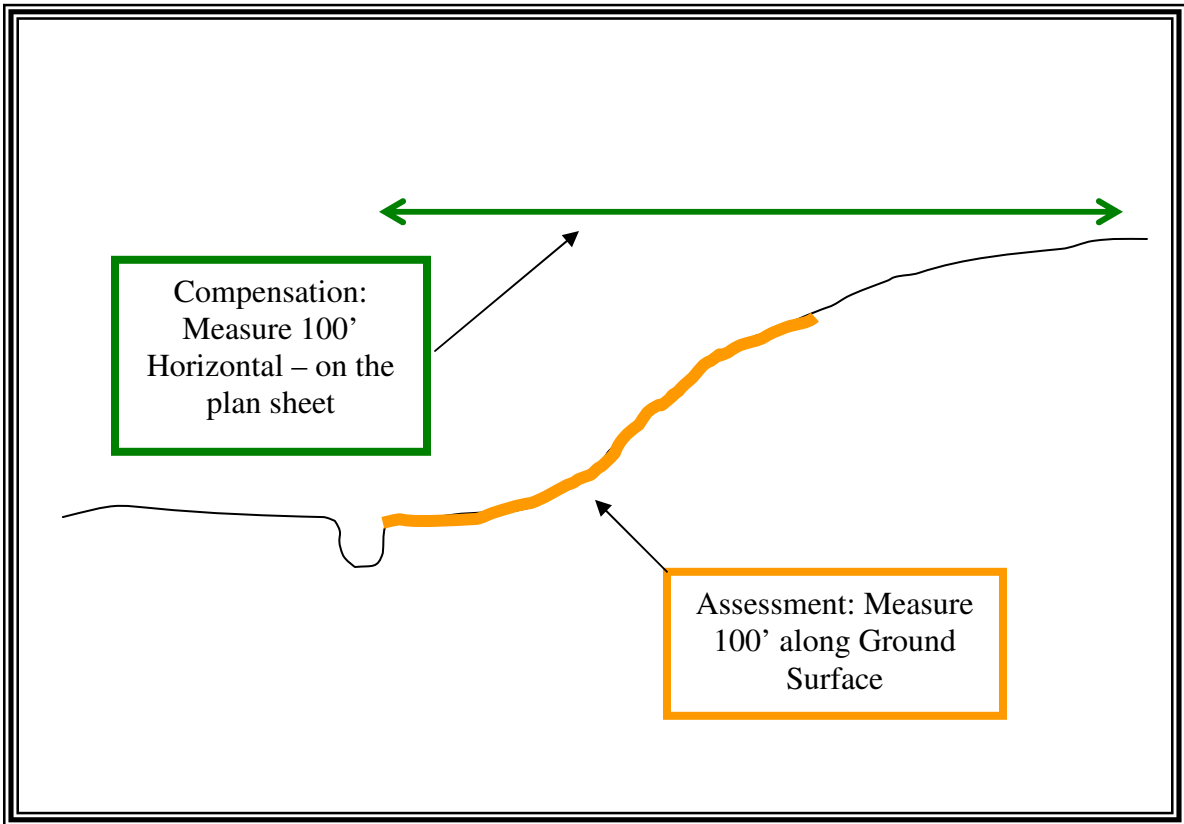 Compensation:
Measure 100’
Horizontal – on the
plan sheet
Assessment: Measure
100’ along Ground
Surface